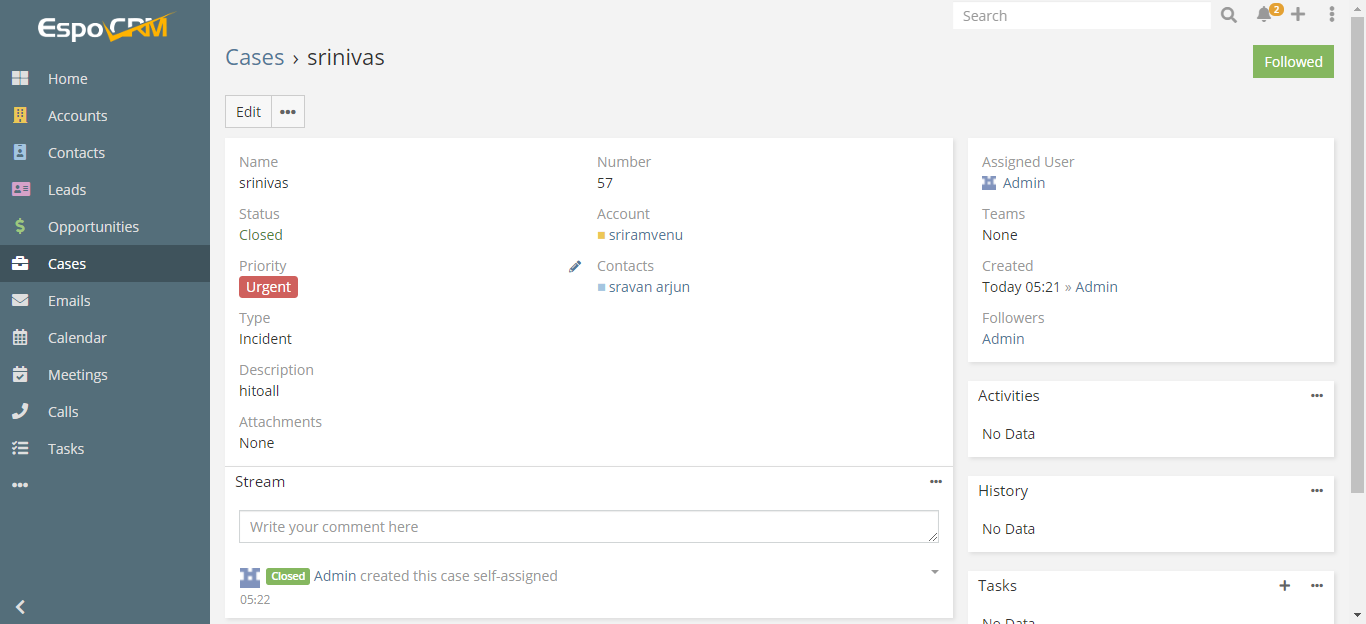 EspoCRM
Home
Accounts
Contacts
Leads
Opportunities
Cases
Emails
Calendar
Meetings
Calls
Tasks
Search
2
Cases › srinivas
Followed
Edit
Name
srinivas
Number
57
Status
Closed
Account
sriramvenu
Priority
Urgent
Contacts
sravan arjun
Type
Incident
Description
hitoall
Attachments
None
Stream
Write your comment here
Closed Admin created this case self-assigned
05:22
Assigned User
Admin
Teams
None
Created
Today 05:21 » Admin
Followers
Admin
Activities
No Data
History
No Data
Tasks
No Data